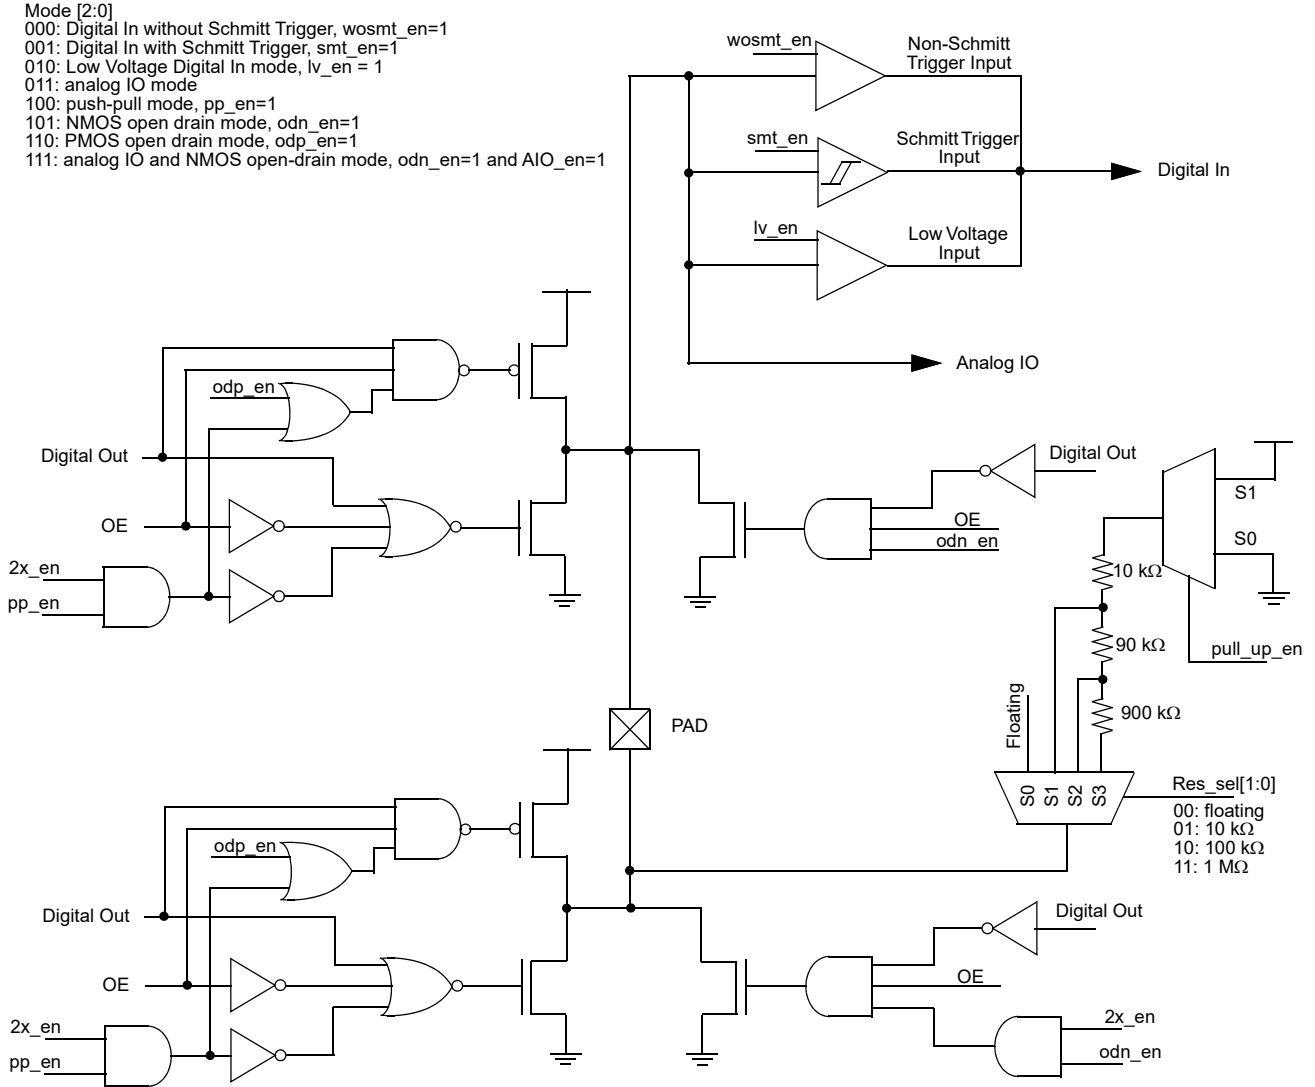 Mode [2:0]
000: Digital In without Schmitt Trigger, wosmt_en=1
001: Digital In with Schmitt Trigger, smt_en=1
010: Low Voltage Digital In mode, lv_en = 1
011: analog IO mode
100: push-pull mode, pp_en=1
101: NMOS open drain mode, odn_en=1
110: PMOS open drain mode, odp_en=1
111: analog IO and NMOS open-drain mode, odn_en=1 and AIO_en=1
wosmt_en
Non-Schmitt
Trigger Input
smt_en
Schmitt Trigger
Input
Digital In
lv_en
Low Voltage
Input
Analog IO
odp_en
Digital Out
OE
2x_en
pp_en
Digital Out
OE
odn_en
S1
S0
10 kΩ
90 kΩ
900 kΩ
pull_up_en
Floating
PAD
S0
S1
S2
S3
Res_sel[1:0]
00: floating
01: 10 kΩ
10: 100 kΩ
11: 1 MΩ
odp_en
Digital Out
OE
2x_en
pp_en
Digital Out
OE
2x_en
odn_en